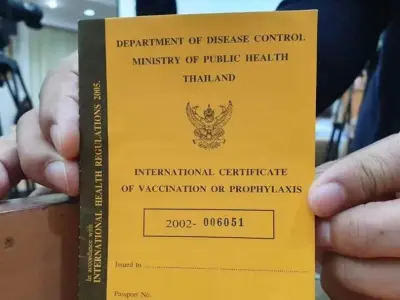 DEPARTMENT OF DISEASE CONTROL
MINISTRY OF PUBLIC HEALTH
THAILAND
INTERNATIONAL CERTIFICATE
OF VACCINATION OR PROPHYLAXIS
2002- 006051
Issued to
Passport No.
In accordance with
INTERNATIONAL HEALTH REGULATIONS 2005.